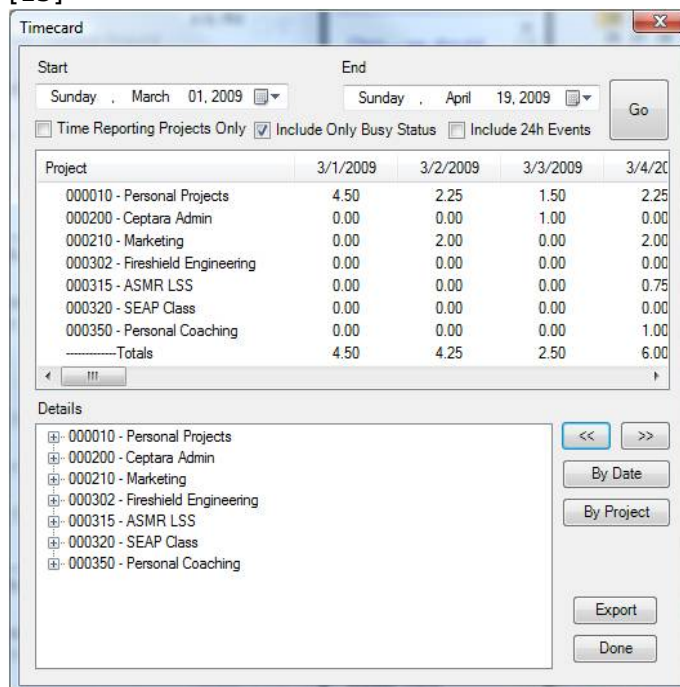 Timecard
Start End
Sunday , March 01, 2009 Sunday , April 19, 2009
Go
Time Reporting Projects Only Include Only Busy Status Include 24h Events
Project 3/1/2009 3/2/2009 3/3/2009 3/4/20
000010 - Personal Projects 4.50 2.25 1.50 2.25
000200 - Ceptara Admin 0.00 0.00 1.00 0.00
000210 - Marketing 0.00 2.00 0.00 2.00
000302 - Fireshield Engineering 0.00 0.00 0.00 0.00
000315 - ASMR LSS 0.00 0.00 0.00 0.75
000320 - SEAP Class 0.00 0.00 0.00 0.00
000350 - Personal Coaching 0.00 0.00 0.00 1.00
-------------Totals 4.50 4.25 2.50 6.00
Details
000010 - Personal Projects
000200 - Ceptara Admin
000210 - Marketing
000302 - Fireshield Engineering
000315 - ASMR LSS
000320 - SEAP Class
000350 - Personal Coaching
<< >>
By Date
By Project
Export
Done